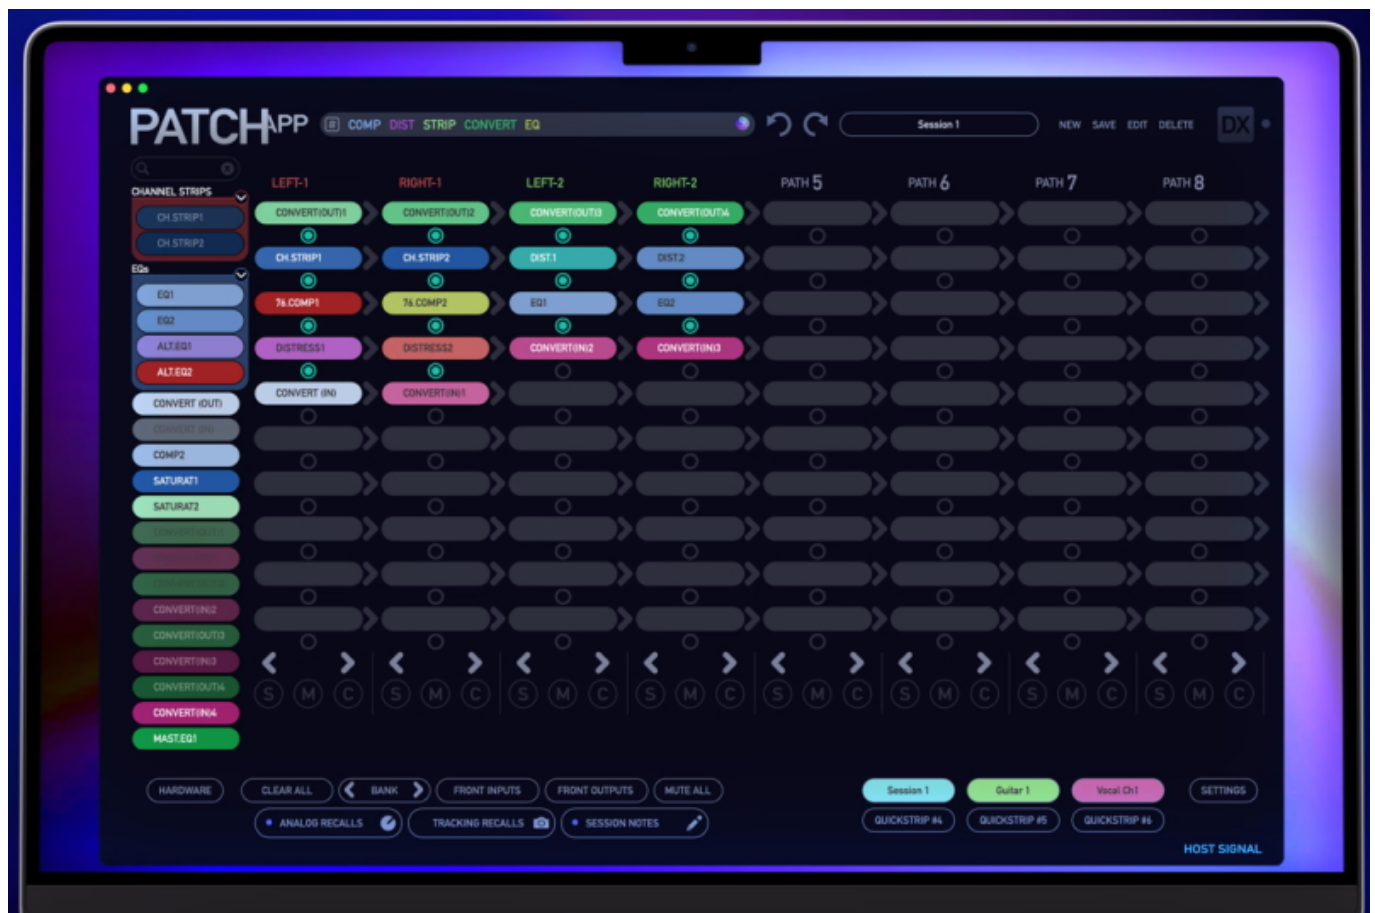 PATCHAPP
COMP DIST STRIP CONVERT EQ
Session 1
NEW SAVE EDIT DELETE
DX
CHANNEL STRIPS
CH.STRIP1
CH.STRIP2
EQs
EQ1
EQ2
ALT.EQ1
ALT.EQ2
CONVERT (OUT)
CONVERT (IN)
COMP2
SATURAT1
SATURAT2
CONVERT(IN)2
CONVERT(OUT)3
CONVERT(IN)3
CONVERT(OUT)4
CONVERT(IN)4
MAST.EQ1
LEFT-1 RIGHT-1 LEFT-2 RIGHT-2 PATH 5 PATH 6 PATH 7 PATH 8
CONVERT(OUT)1 CONVERT(OUT)2 CONVERT(OUT)3 CONVERT(OUT)4
CH.STRIP1 CH.STRIP2 DIST.1 DIST.2
76.COMP1 76.COMP2 EQ1 EQ2
DISTRESS1 DISTRESS2 CONVERT(IN)2 CONVERT(IN)3
CONVERT (IN) CONVERT(IN)1
S M C S M C S M C S M C S M C S M C S M C S M C
HARDWARE CLEAR ALL BANK FRONT INPUTS FRONT OUTPUTS MUTE ALL Session 1 Guitar 1 Vocal Ch1 SETTINGS
ANALOG RECALLS TRACKING RECALLS SESSION NOTES QUICKSTRIP #4 QUICKSTRIP #5 QUICKSTRIP #6
HOST SIGNAL